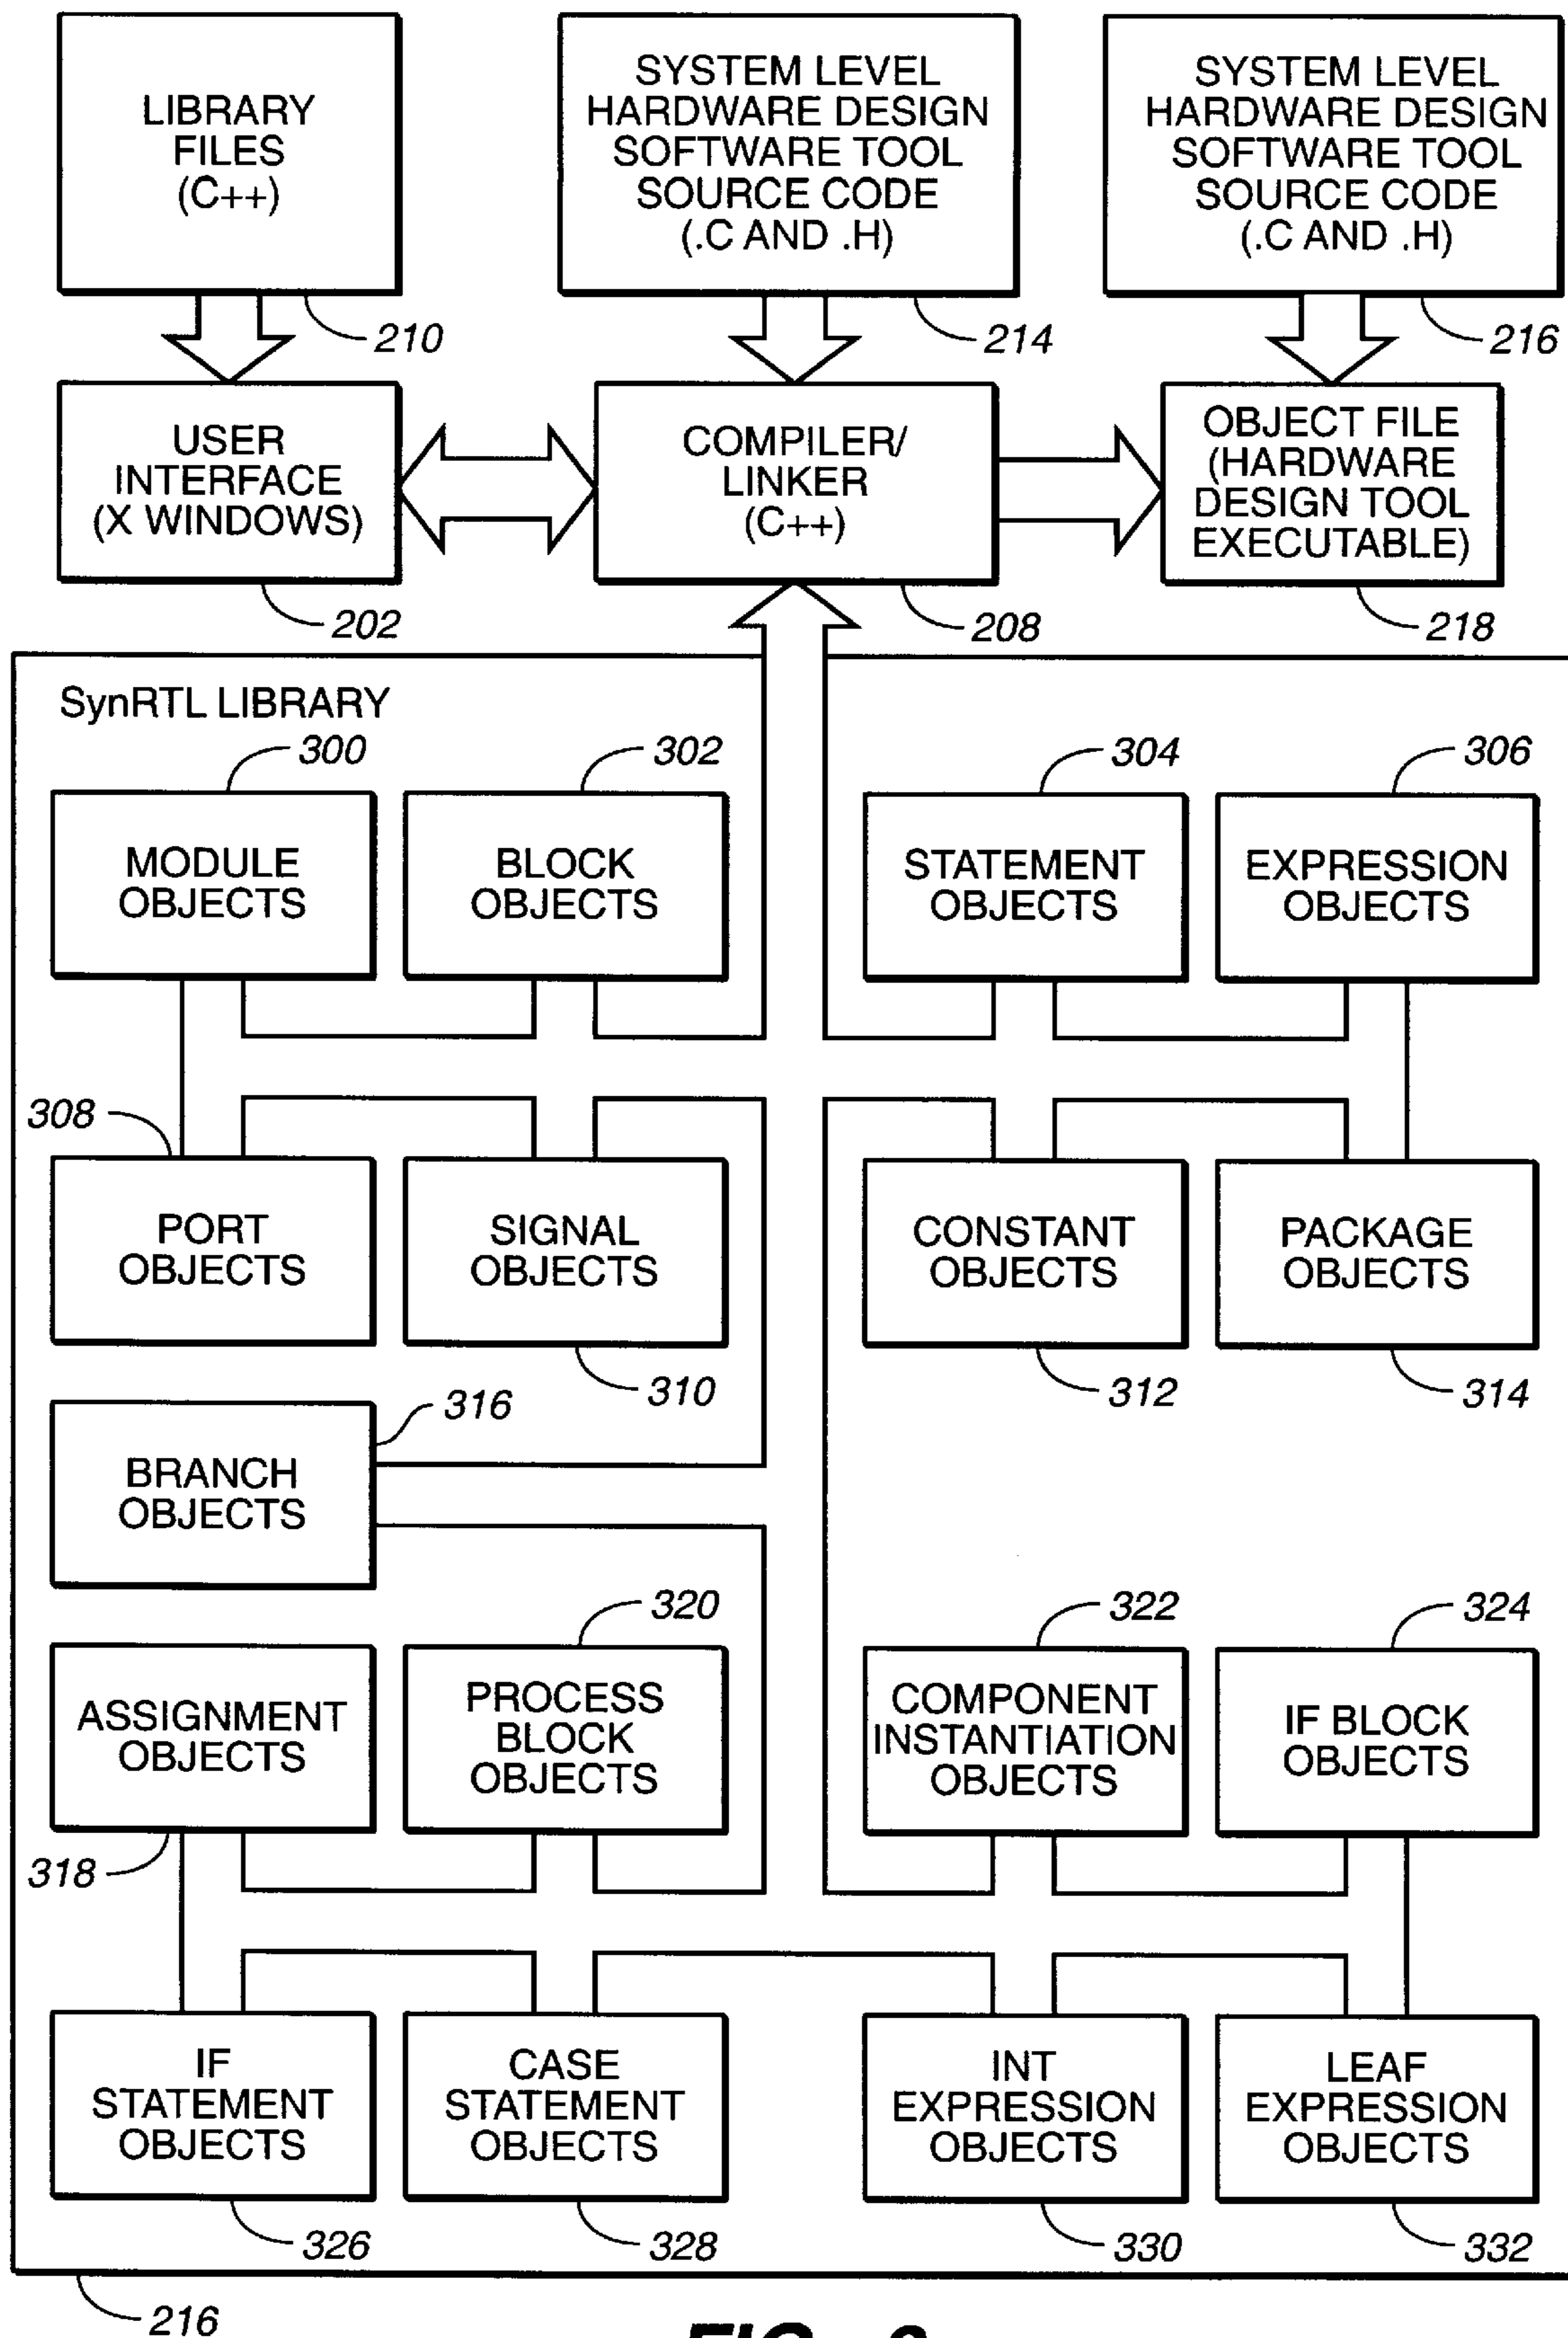 LIBRARY
FILES
(C++)
SYSTEM LEVEL
HARDWARE DESIGN
SOFTWARE TOOL
SOURCE CODE
(.C AND .H)
SYSTEM LEVEL
HARDWARE DESIGN
SOFTWARE TOOL
SOURCE CODE
(.C AND .H)
210
214
216
USER
INTERFACE
(X WINDOWS)
COMPILER/
LINKER
(C++)
OBJECT FILE
(HARDWARE
DESIGN TOOL
EXECUTABLE)
202
208
218
SynRTL LIBRARY
300
302
304
306
MODULE
OBJECTS
BLOCK
OBJECTS
STATEMENT
OBJECTS
EXPRESSION
OBJECTS
308
PORT
OBJECTS
SIGNAL
OBJECTS
CONSTANT
OBJECTS
PACKAGE
OBJECTS
310
312
314
316
BRANCH
OBJECTS
320
322
324
ASSIGNMENT
OBJECTS
PROCESS
BLOCK
OBJECTS
COMPONENT
INSTANTIATION
OBJECTS
IF BLOCK
OBJECTS
318
IF
STATEMENT
OBJECTS
CASE
STATEMENT
OBJECTS
INT
EXPRESSION
OBJECTS
LEAF
EXPRESSION
OBJECTS
326
328
330
332
216